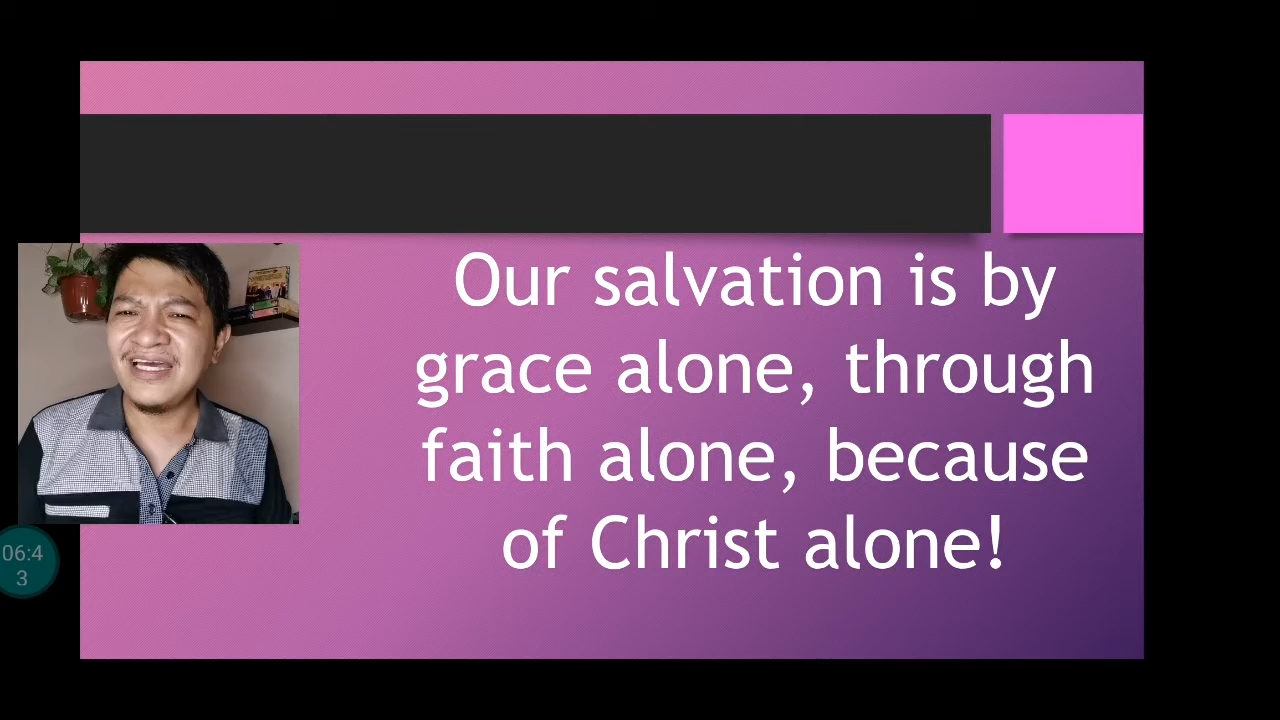 Our salvation is by
grace alone, through
faith alone, because
of Christ alone!
06:4
3